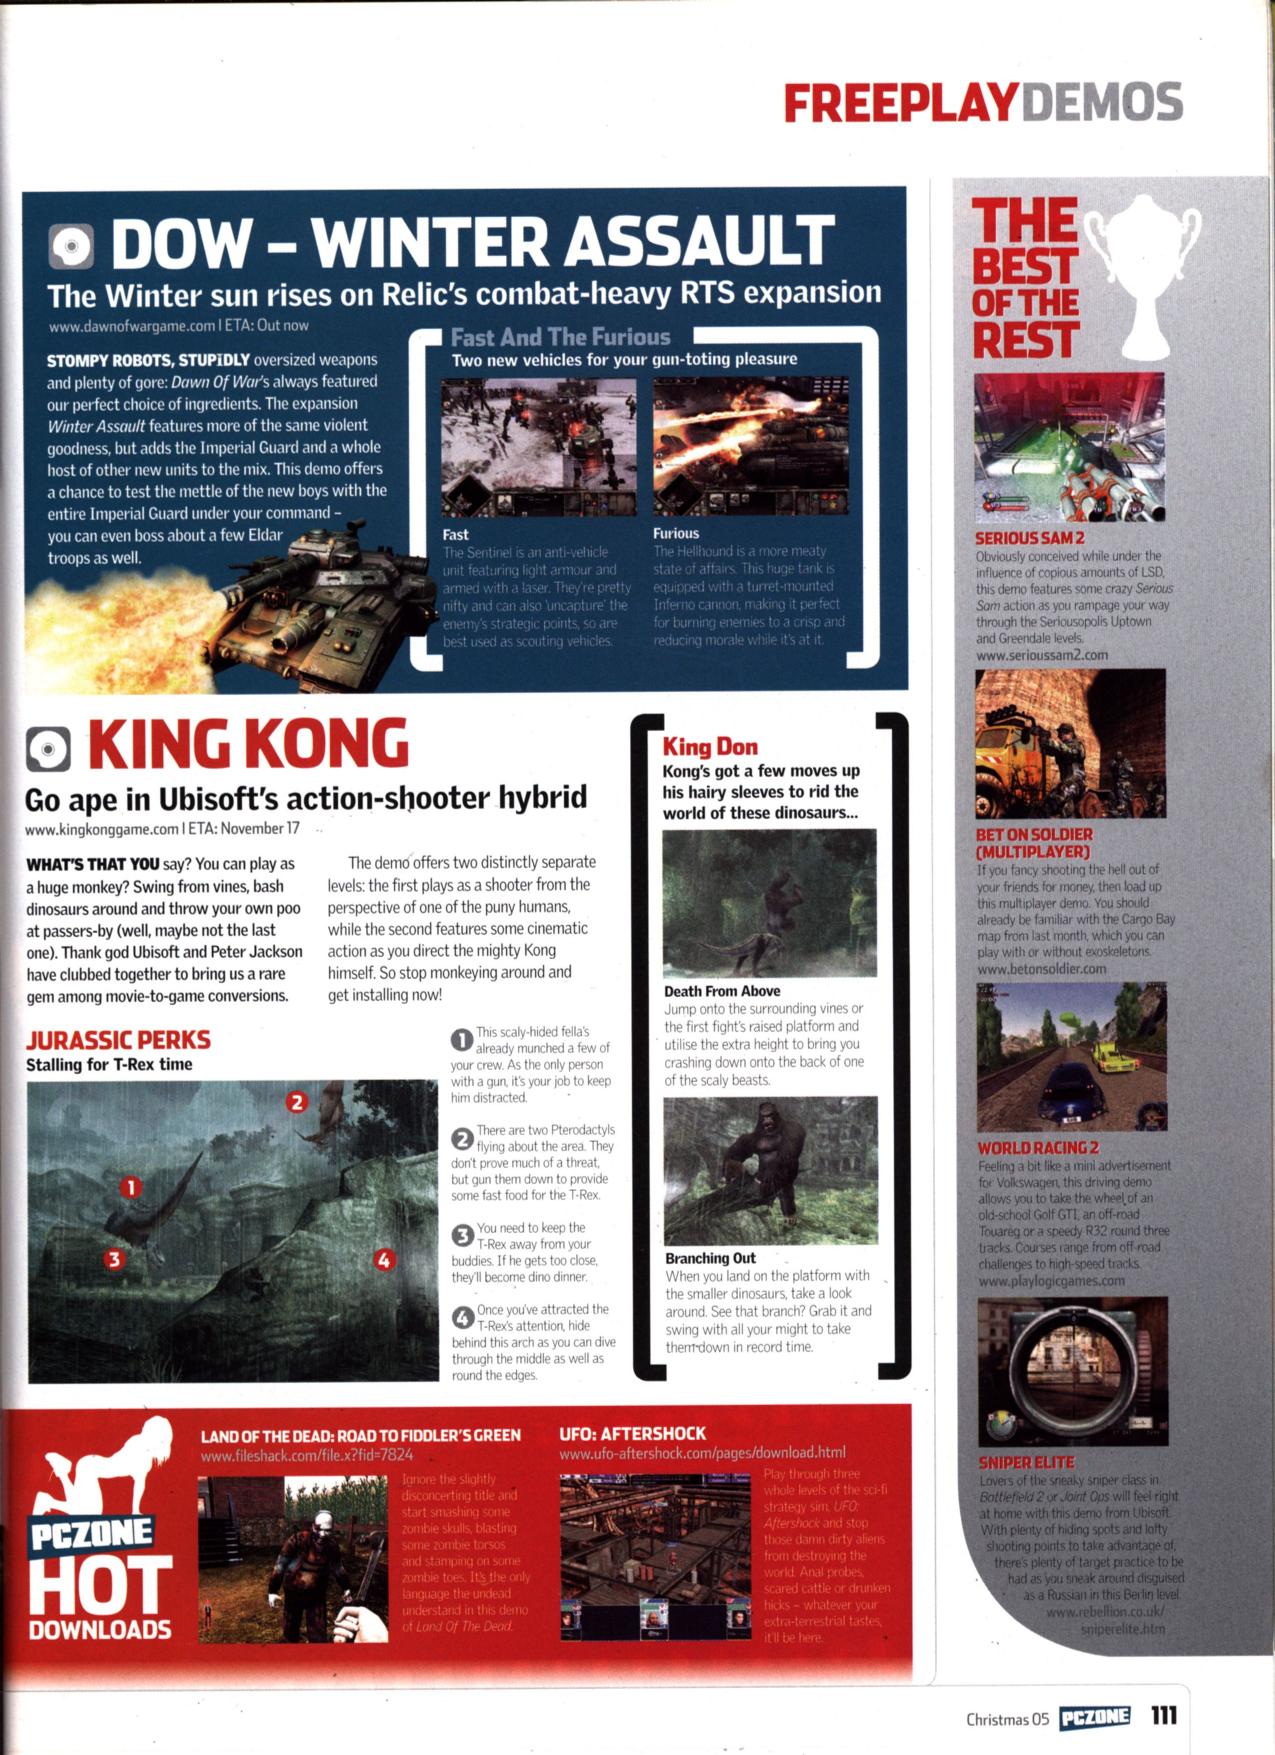 FREEPLAYDEMOS
DOW – WINTER ASSAULT
The Winter sun rises on Relic's combat-heavy RTS expansion
www.dawnofwargame.com | ETA: Out now
STOMPY ROBOTS, STUPIDLY oversized weapons
and plenty of gore: Dawn Of War's always featured
our perfect choice of ingredients. The expansion
Winter Assault features more of the same violent
goodness, but adds the Imperial Guard and a whole
host of other new units to the mix. This demo offers
a chance to test the mettle of the new boys with the
entire Imperial Guard under your command –
you can even boss about a few Eldar
troops as well.
Fast And The Furious
Two new vehicles for your gun-toting pleasure
Fast
The Sentinel is an anti-vehicle
unit featuring light armour and
armed with a laser. They're pretty
nifty and can also 'uncapture' the
enemy's strategic points, so are
best used as scouting vehicles.
Furious
The Hellhound is a more meaty
state of affairs. This huge tank is
equipped with a turret-mounted
Inferno cannon, making it perfect
for burning enemies to a crisp and
reducing morale while it's at it.
KING KONG
Go ape in Ubisoft's action-shooter hybrid
www.kingkonggame.com | ETA: November 17
WHAT'S THAT YOU say? You can play as
a huge monkey? Swing from vines, bash
dinosaurs around and throw your own poo
at passers-by (well, maybe not the last
one). Thank god Ubisoft and Peter Jackson
have clubbed together to bring us a rare
gem among movie-to-game conversions.
The demo offers two distinctly separate
levels: the first plays as a shooter from the
perspective of one of the puny humans,
while the second features some cinematic
action as you direct the mighty Kong
himself. So stop monkeying around and
get installing now!
JURASSIC PERKS
Stalling for T-Rex time
2
1
3
4
1 This scaly-hided fella's
already munched a few of
your crew. As the only person
with a gun, it's your job to keep
him distracted.
2 There are two Pterodactyls
flying about the area. They
don't prove much of a threat,
but gun them down to provide
some fast food for the T-Rex.
3 You need to keep the
T-Rex away from your
buddies. If he gets too close,
they'll become dino dinner.
4 Once you've attracted the
T-Rex's attention, hide
behind this arch as you can dive
through the middle as well as
round the edges.
King Don
Kong's got a few moves up
his hairy sleeves to rid the
world of these dinosaurs...
Death From Above
Jump onto the surrounding vines or
the first fight's raised platform and
utilise the extra height to bring you
crashing down onto the back of one
of the scaly beasts.
Branching Out
When you land on the platform with
the smaller dinosaurs, take a look
around. See that branch? Grab it and
swing with all your might to take
them down in record time.
PCZONE
HOT
DOWNLOADS
LAND OF THE DEAD: ROAD TO FIDDLER'S GREEN
www.fileshack.com/file.x?fid=7824
Ignore the slightly
disconcerting title and
start smashing some
zombie skulls, blasting
some zombie torsos
and stamping on some
zombie toes. It's the only
language the undead
understand in this demo
of Land Of The Dead.
UFO: AFTERSHOCK
www.ufo-aftershock.com/pages/download.html
Play through three
whole levels of the sci-fi
strategy sim, UFO:
Aftershock and stop
those damn dirty aliens
from destroying the
world. Anal probes,
scared cattle or drunken
hicks – whatever your
extra-terrestrial tastes,
it'll be here.
THE
BEST
OF THE
REST
SERIOUS SAM 2
Obviously conceived while under the
influence of copious amounts of LSD,
this demo features some crazy Serious
Sam action as you rampage your way
through the Seriousopolis Uptown
and Greendale levels.
www.serioussam2.com
BET ON SOLDIER
(MULTIPLAYER)
If you fancy shooting the hell out of
your friends for money, then load up
this multiplayer demo. You should
already be familiar with the Cargo Bay
map from last month, which you can
play with or without exoskeletons.
www.betonsoldier.com
WORLD RACING 2
Feeling a bit like a mini advertisement
for Volkswagen, this driving demo
allows you to take the wheel of an
old-school Golf GTI, an off-road
Touareg or a speedy R32 round three
tracks. Courses range from off-road
challenges to high-speed tracks.
www.playlogicgames.com
SNIPER ELITE
Lovers of the sneaky sniper class in
Battlefield 2 or Joint Ops will feel right
at home with this demo from Ubisoft.
With plenty of hiding spots and lofty
shooting points to take advantage of,
there's plenty of target practice to be
had as you sneak around disguised
as a Russian in this Berlin level.
www.rebellion.co.uk/
sniperelite.htm
Christmas 05 PCZONE 111